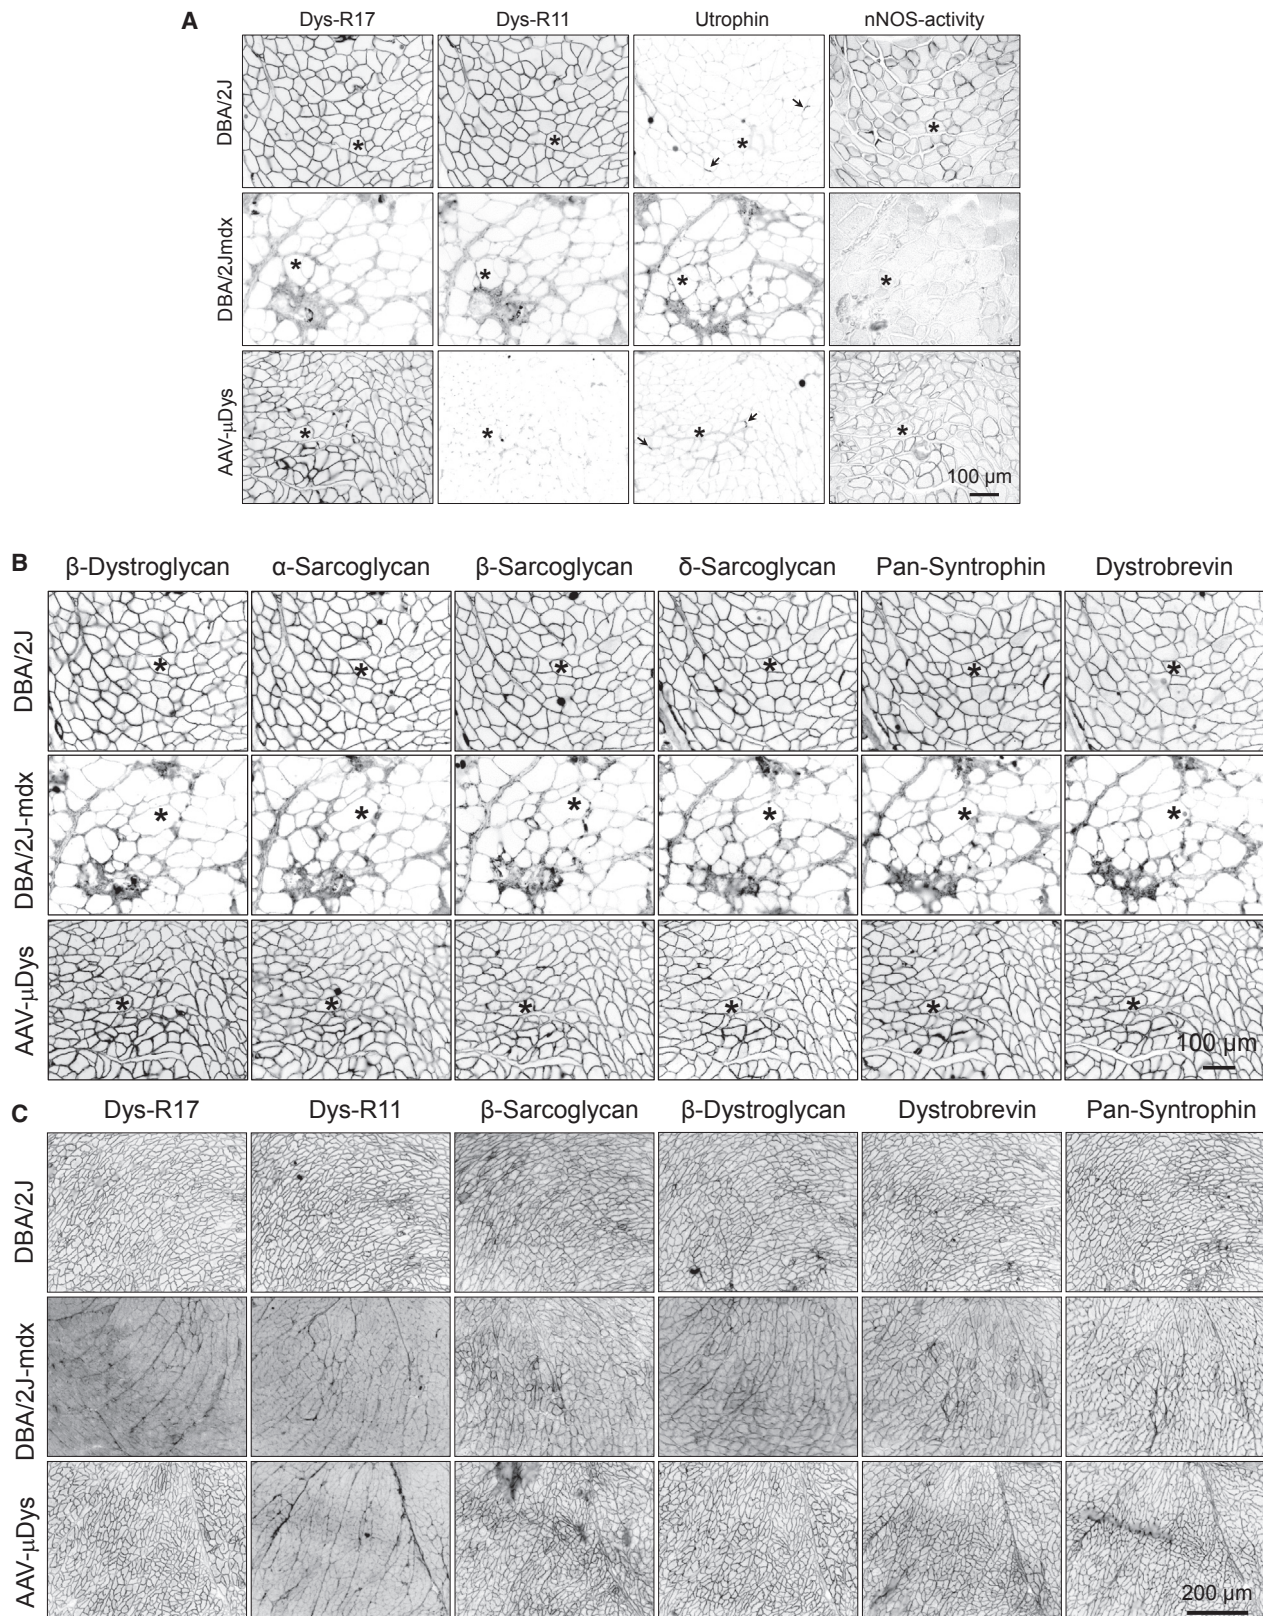 A
Dys-R17 Dys-R11 Utrophin nNOS-activity
DBA/2J
* * * *
DBA/2Jmdx
* * * *
AAV-μDys
* * * *
100 μm
B
β-Dystroglycan α-Sarcoglycan β-Sarcoglycan δ-Sarcoglycan Pan-Syntrophin Dystrobrevin
DBA/2J
* * * * * *
DBA/2J-mdx
* * * * * *
AAV-μDys
* * * * * *
100 μm
C
Dys-R17 Dys-R11 β-Sarcoglycan β-Dystroglycan Dystrobrevin Pan-Syntrophin
DBA/2J
DBA/2J-mdx
AAV-μDys
200 μm